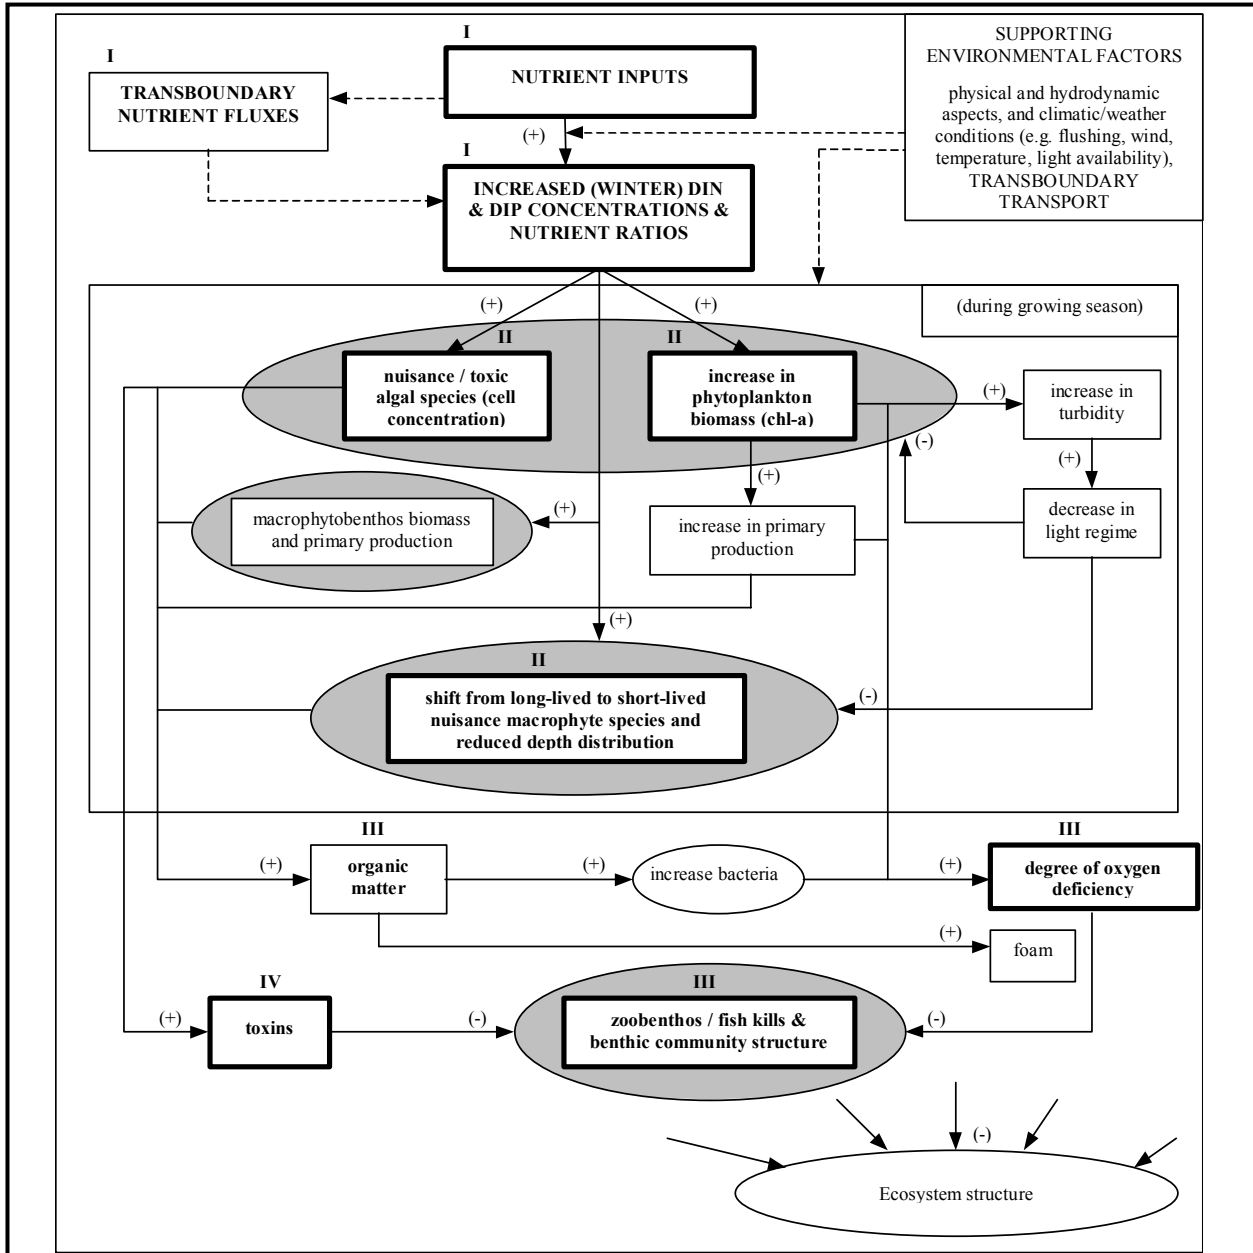 I
NUTRIENT INPUTS
I
TRANSBOUNDARY
NUTRIENT FLUXES
SUPPORTING
ENVIRONMENTAL FACTORS
physical and hydrodynamic
aspects, and climatic/weather
conditions (e.g. flushing, wind,
temperature, light availability),
TRANSBOUNDARY
TRANSPORT
(+)
I
INCREASED (WINTER) DIN
& DIP CONCENTRATIONS &
NUTRIENT RATIOS
(during growing season)
(+)
(+)
II
nuisance / toxic
algal species (cell
concentration)
II
increase in
phytoplankton
biomass (chl-a)
(+)
increase in
turbidity
(-)
(+)
(+)
decrease in
light regime
macrophytobenthos biomass
and primary production
(+)
increase in primary
production
(+)
II
shift from long-lived to short-lived
nuisance macrophyte species and
reduced depth distribution
(-)
III
(+)
organic
matter
(+)
increase bacteria
(+)
III
degree of oxygen
deficiency
(+)
foam
IV
(+)
toxins
(-)
III
zoobenthos / fish kills &
benthic community structure
(-)
(-)
Ecosystem structure